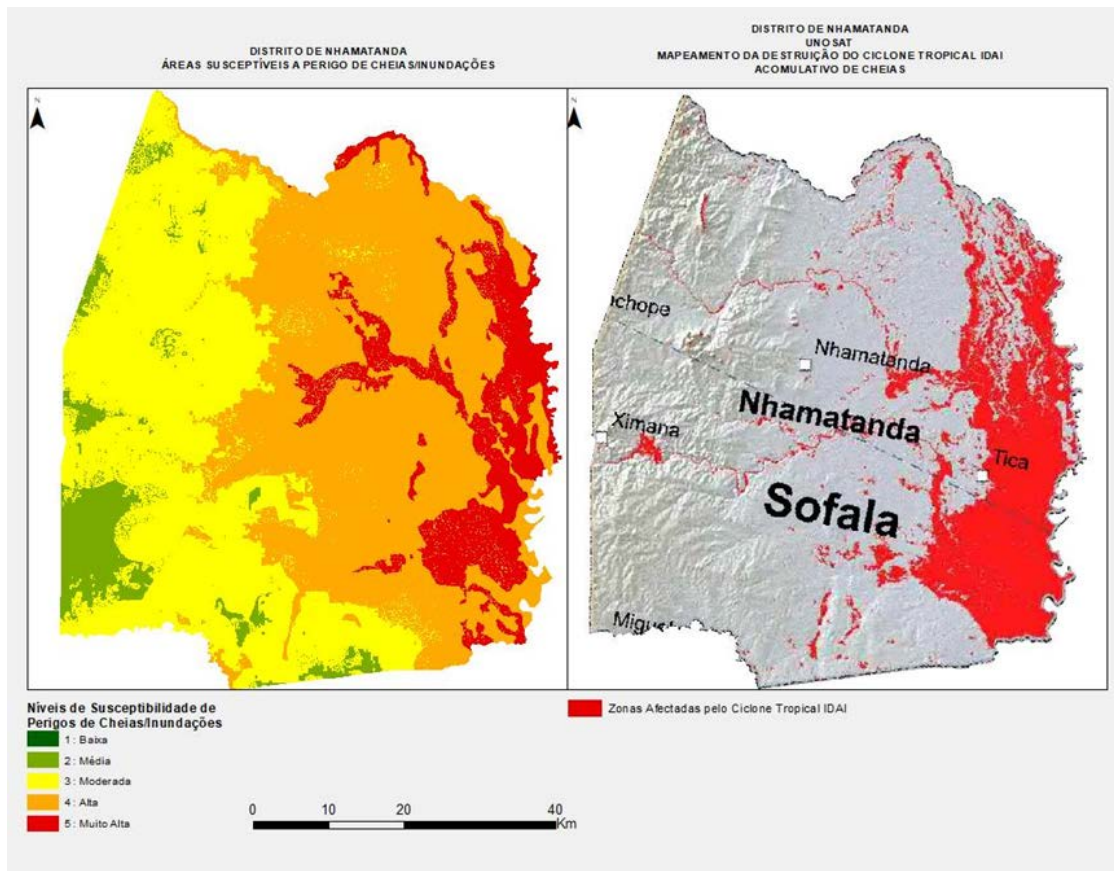 DISTRITO DE NHAMATANDA
ÁREAS SUSCEPTÍVEIS A PERIGO DE CHEIAS/INUNDAÇÕES
DISTRITO DE NHAMATANDA
UNOSAT
MAPEAMENTO DA DESTRUIÇÃO DO CICLONE TROPICAL IDAI
ACOMULATIVO DE CHEIAS
N
N
chope
Nhamatanda
Nhamatanda
Ximana
Tica
Sofala
Níveis de Susceptibilidade de
Perigos de Cheias/Inundações
1 : Baixa
2 : Média
3 : Moderada
4 : Alta
5 : Muito Alta
Zonas Afectadas pelo Ciclone Tropical IDAI
0 10 20 40
Km